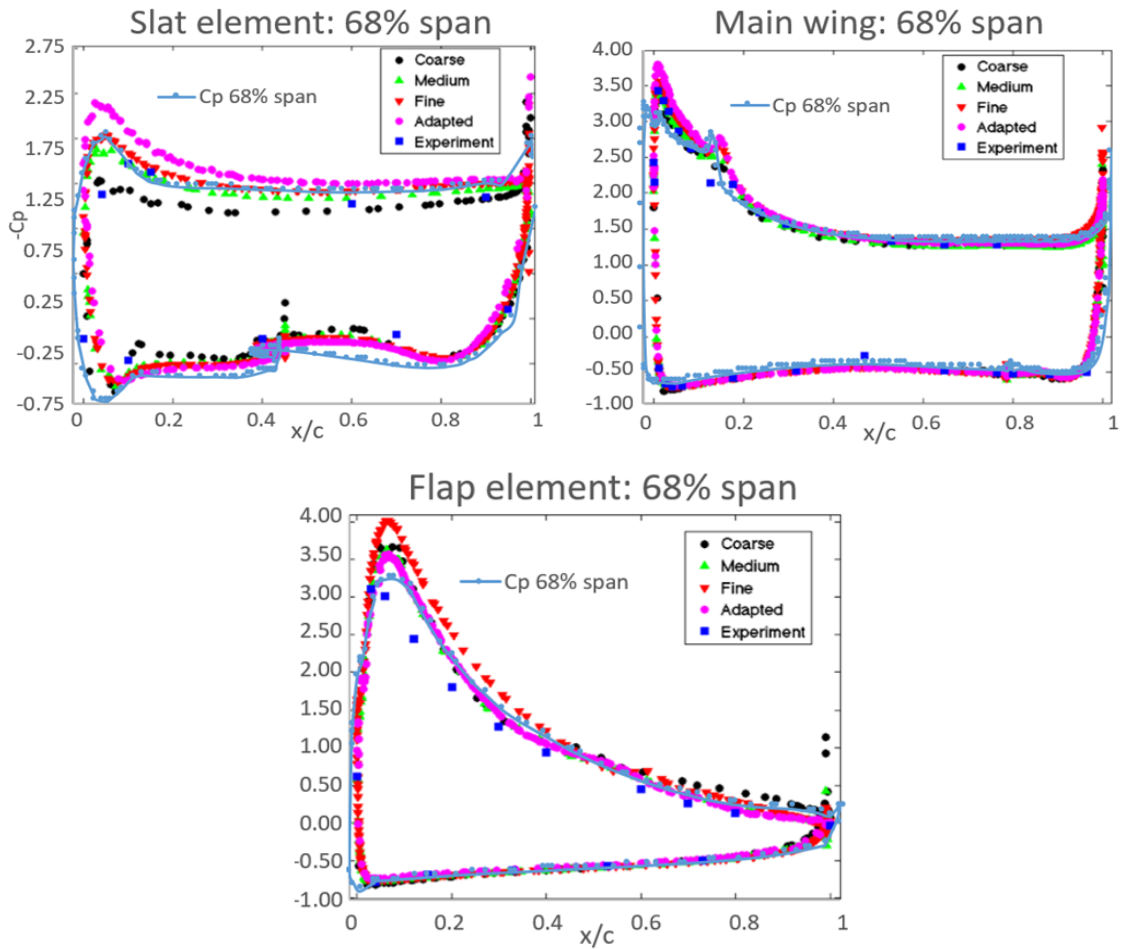 Slat element: 68% span
2.75
2.25
1.75
1.25
0.75
0.25
-0.25
-0.75
-Cp
0
0.2
0.4
0.6
0.8
1
x/c
Cp 68% span
Coarse
Medium
Fine
Adapted
Experiment
Main wing: 68% span
4.00
3.50
3.00
2.50
2.00
1.50
1.00
0.50
0.00
-0.50
-1.00
0
0.2
0.4
0.6
0.8
1
x/c
Cp 68% span
Coarse
Medium
Fine
Adapted
Experiment
Flap element: 68% span
4.00
3.50
3.00
2.50
2.00
1.50
1.00
0.50
0.00
-0.50
-1.00
0
0.2
0.4
0.6
0.8
1
x/c
Cp 68% span
Coarse
Medium
Fine
Adapted
Experiment